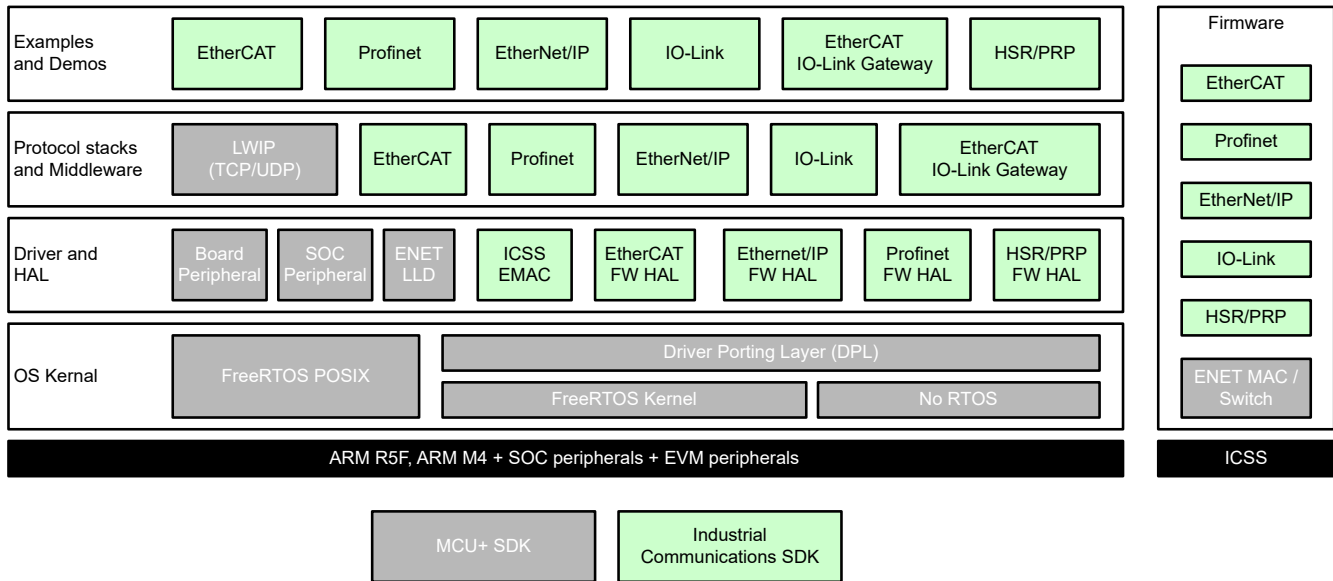 Examples
and Demos
EtherCAT
Profinet
EtherNet/IP
IO-Link
EtherCAT
IO-Link Gateway
HSR/PRP
Protocol stacks
and Middleware
LWIP
(TCP/UDP)
EtherCAT
Profinet
EtherNet/IP
IO-Link
EtherCAT
IO-Link Gateway
Driver and
HAL
Board
Peripheral
SOC
Peripheral
ENET
LLD
ICSS
EMAC
EtherCAT
FW HAL
Ethernet/IP
FW HAL
Profinet
FW HAL
HSR/PRP
FW HAL
OS Kernal
FreeRTOS POSIX
Driver Porting Layer (DPL)
FreeRTOS Kernel
No RTOS
ARM R5F, ARM M4 + SOC peripherals + EVM peripherals
Firmware
EtherCAT
Profinet
EtherNet/IP
IO-Link
HSR/PRP
ENET MAC /
Switch
ICSS
MCU+ SDK
Industrial
Communications SDK